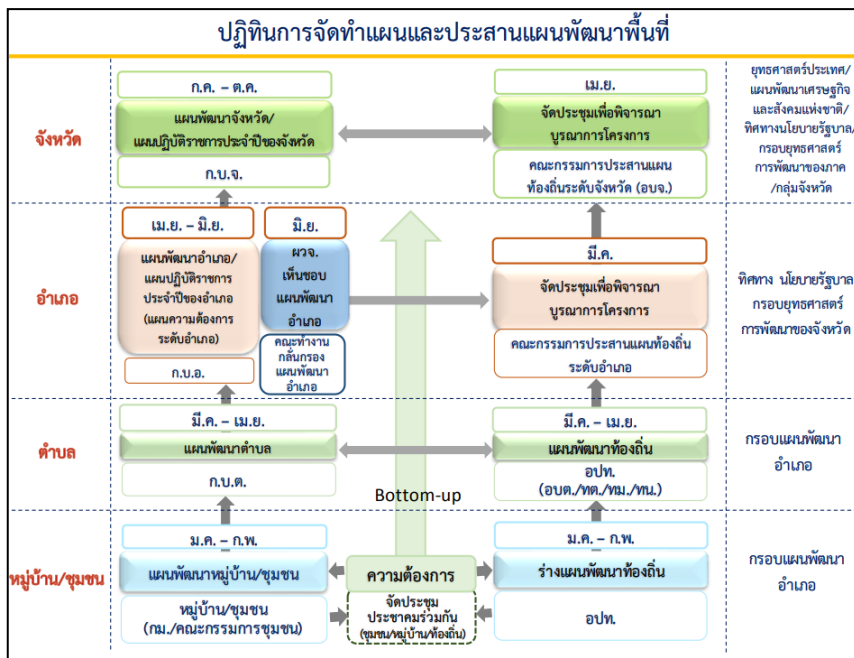 ปฏิทินการจัดทำแผนและประสานแผนพัฒนาพื้นที่
จังหวัด
ก.ค. – ต.ค.
แผนพัฒนาจังหวัด/
แผนปฏิบัติราชการประจำปีของจังหวัด
ก.บ.จ.
เม.ย.
จัดประชุมเพื่อพิจารณา
บูรณาการโครงการ
คณะกรรมการประสานแผน
ท้องถิ่นระดับจังหวัด (อบจ.)
ยุทธศาสตร์ประเทศ/
แผนพัฒนาเศรษฐกิจ
และสังคมแห่งชาติ/
ทิศทางนโยบายรัฐบาล/
กรอบยุทธศาสตร์
การพัฒนาของภาค
/กลุ่มจังหวัด
อำเภอ
เม.ย. – มิ.ย.
แผนพัฒนาอำเภอ/
แผนปฏิบัติราชการ
ประจำปีของอำเภอ
(แผนความต้องการ
ระดับอำเภอ)
ก.บ.อ.
มิ.ย.
ผวจ.
เห็นชอบ
แผนพัฒนา
อำเภอ
คณะทำงาน
กลั่นกรอง
แผนพัฒนา
อำเภอ
มี.ค.
จัดประชุมเพื่อพิจารณา
บูรณาการโครงการ
คณะกรรมการประสานแผนท้องถิ่น
ระดับอำเภอ
ทิศทาง นโยบายรัฐบาล
กรอบยุทธศาสตร์
การพัฒนาของจังหวัด
ตำบล
มี.ค. – เม.ย.
แผนพัฒนาตำบล
ก.บ.ต.
Bottom-up
มี.ค. – เม.ย.
แผนพัฒนาท้องถิ่น
อปท.
(อบต./ทต./ทม./ทน.)
กรอบแผนพัฒนา
อำเภอ
หมู่บ้าน/ชุมชน
ม.ค. – ก.พ.
แผนพัฒนาหมู่บ้าน/ชุมชน
หมู่บ้าน/ชุมชน
(กม./คณะกรรมการชุมชน)
ความต้องการ
จัดประชุม
ประชาคมร่วมกัน
(ชุมชน/หมู่บ้าน/ท้องถิ่น)
ม.ค. – ก.พ.
ร่างแผนพัฒนาท้องถิ่น
อปท.
กรอบแผนพัฒนา
อำเภอ